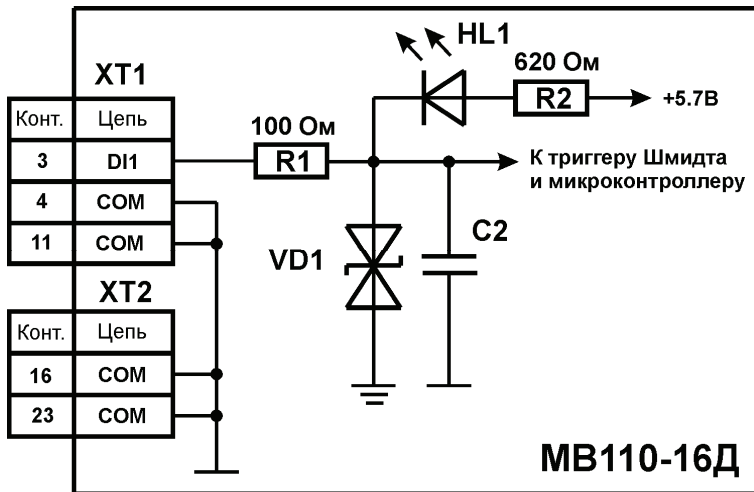 HL1
620 Ом
XT1
R2
+5.7В
Конт. Цепь
100 Ом
3 DI1
R1
К триггеру Шмидта
и микроконтроллеру
4 COM
11 COM
VD1
C2
XT2
Конт. Цепь
16 COM
23 COM
МВ110-16Д